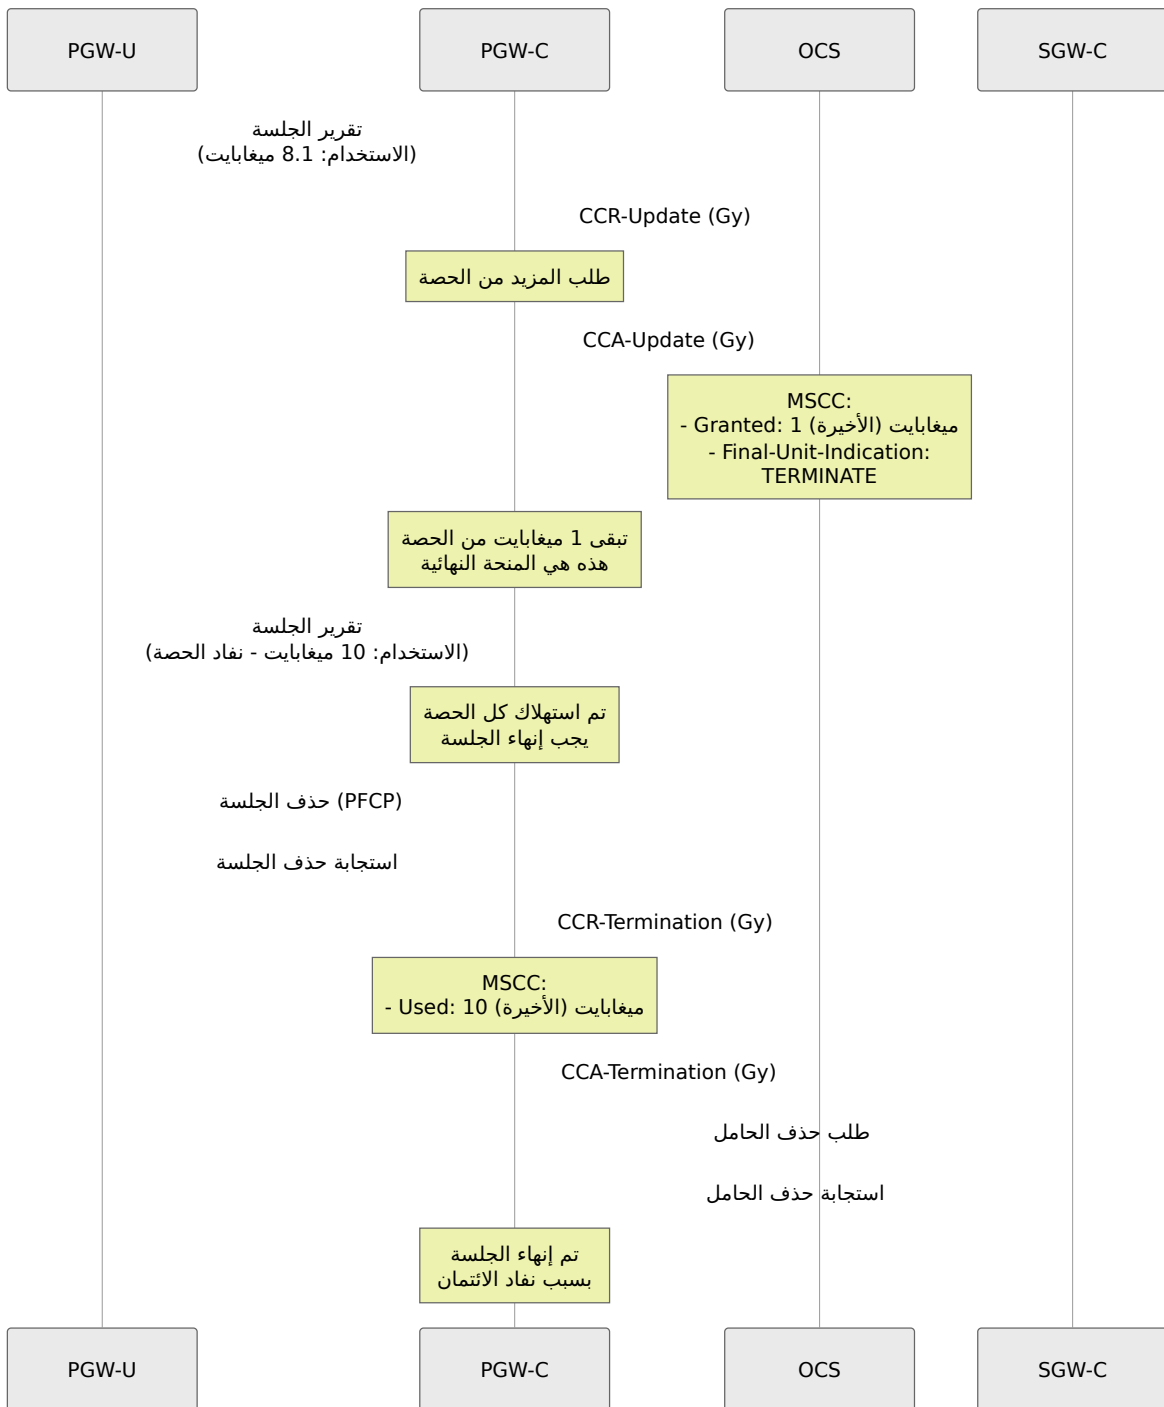 PGW-U
PGW-C
OCS
SGW-C
تقرير الجلسة
(الاستخدام: 8.1 ميغابايت)
CCR-Update (Gy)
طلب المزيد من الحصة
CCA-Update (Gy)
MSCC:
- Granted: 1 ميغابايت (الأخيرة)
- Final-Unit-Indication:
TERMINATE
تبقى 1 ميغابايت من الحصة
هذه هي المنحة النهائية
تقرير الجلسة
(الاستخدام: 10 ميغابايت - نفاد الحصة)
تم استهلاك كل الحصة
يجب إنهاء الجلسة
حذف الجلسة (PFCP)
استجابة حذف الجلسة
CCR-Termination (Gy)
MSCC:
- Used: 10 ميغابايت (الأخيرة)
CCA-Termination (Gy)
طلب حذف الحامل
استجابة حذف الحامل
تم إنهاء الجلسة
بسبب نفاد الائتمان
PGW-U
PGW-C
OCS
SGW-C